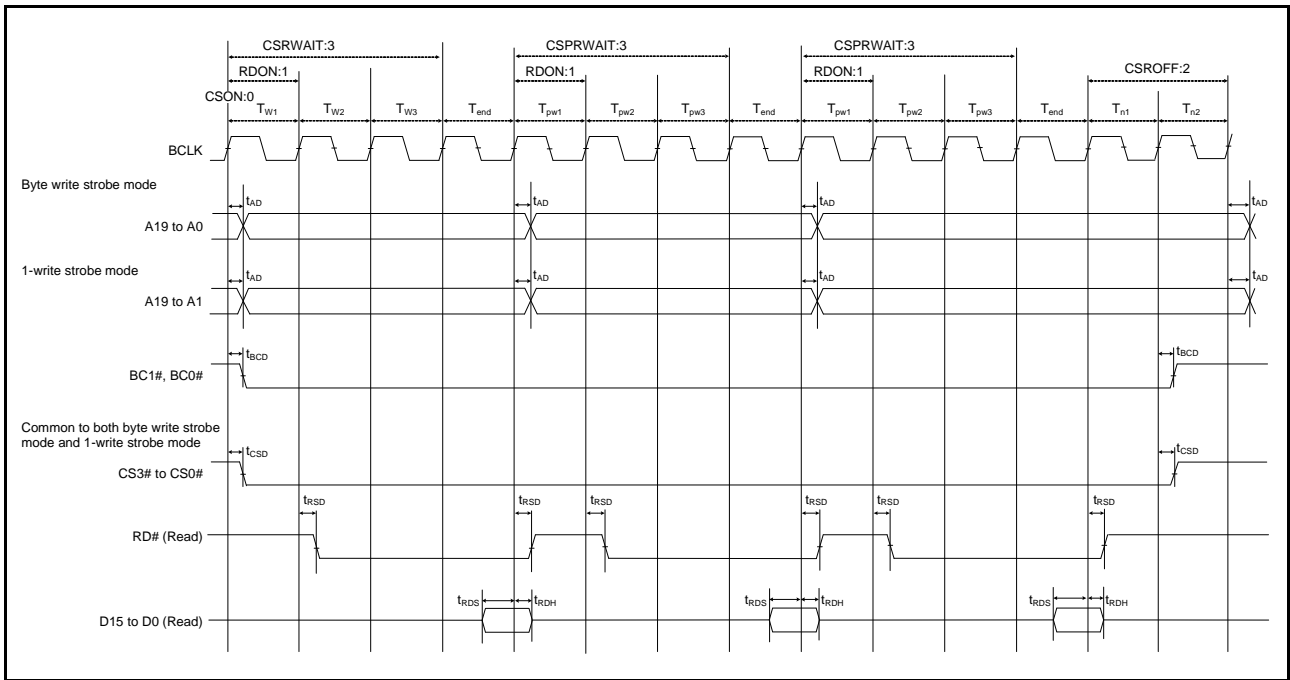 CSRWAIT:3 CSPRWAIT:3 CSPRWAIT:3
RDON:1 RDON:1 RDON:1 CSROFF:2
CSON:0
TW1 TW2 TW3 Tend Tpw1 Tpw2 Tpw3 Tend Tpw1 Tpw2 Tpw3 Tend Tn1 Tn2
BCLK
Byte write strobe mode
tAD tAD tAD tAD
A19 to A0
1-write strobe mode
tAD tAD tAD tAD
A19 to A1
tBCD tBCD
BC1#, BC0#
Common to both byte write strobe
mode and 1-write strobe mode
tCSD tCSD
CS3# to CS0#
tRSD tRSD tRSD tRSD tRSD tRSD
RD# (Read)
tRDS tRDH tRDS tRDH tRDS tRDH
D15 to D0 (Read)